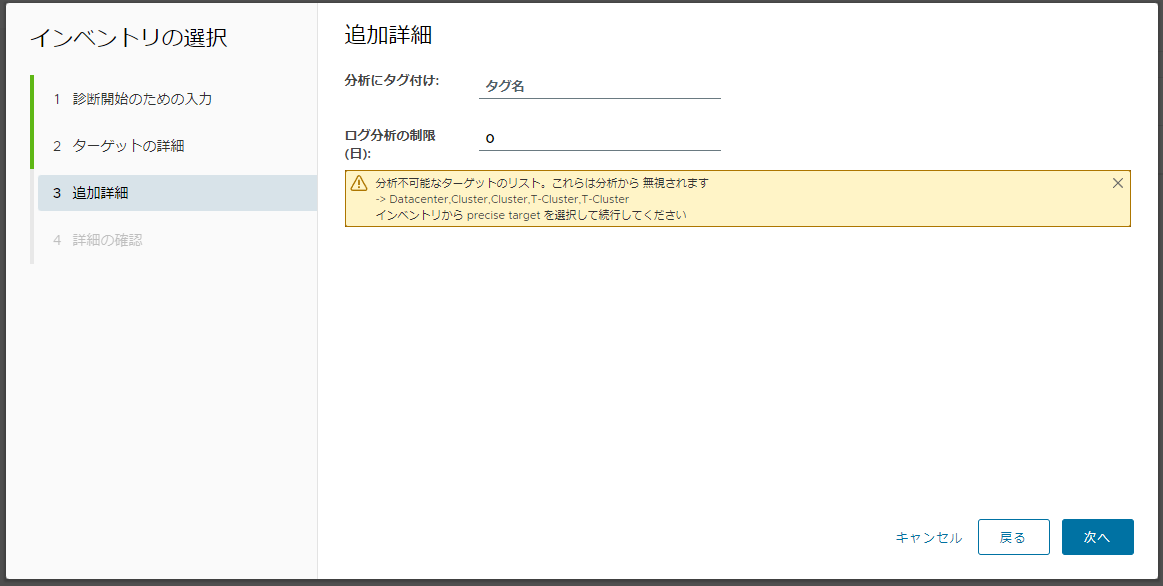 インベントリの選択
1 診断開始のための入力
2 ターゲットの詳細
3 追加詳細
4 詳細の確認
追加詳細
分析にタグ付け:
タグ名
ログ分析の制限
(日):
0
分析不可能なターゲットのリスト。これらは分析から 無視されます
-> Datacenter,Cluster,Cluster,T-Cluster,T-Cluster
インベントリから precise target を選択して続行してください
キャンセル
戻る
次へ